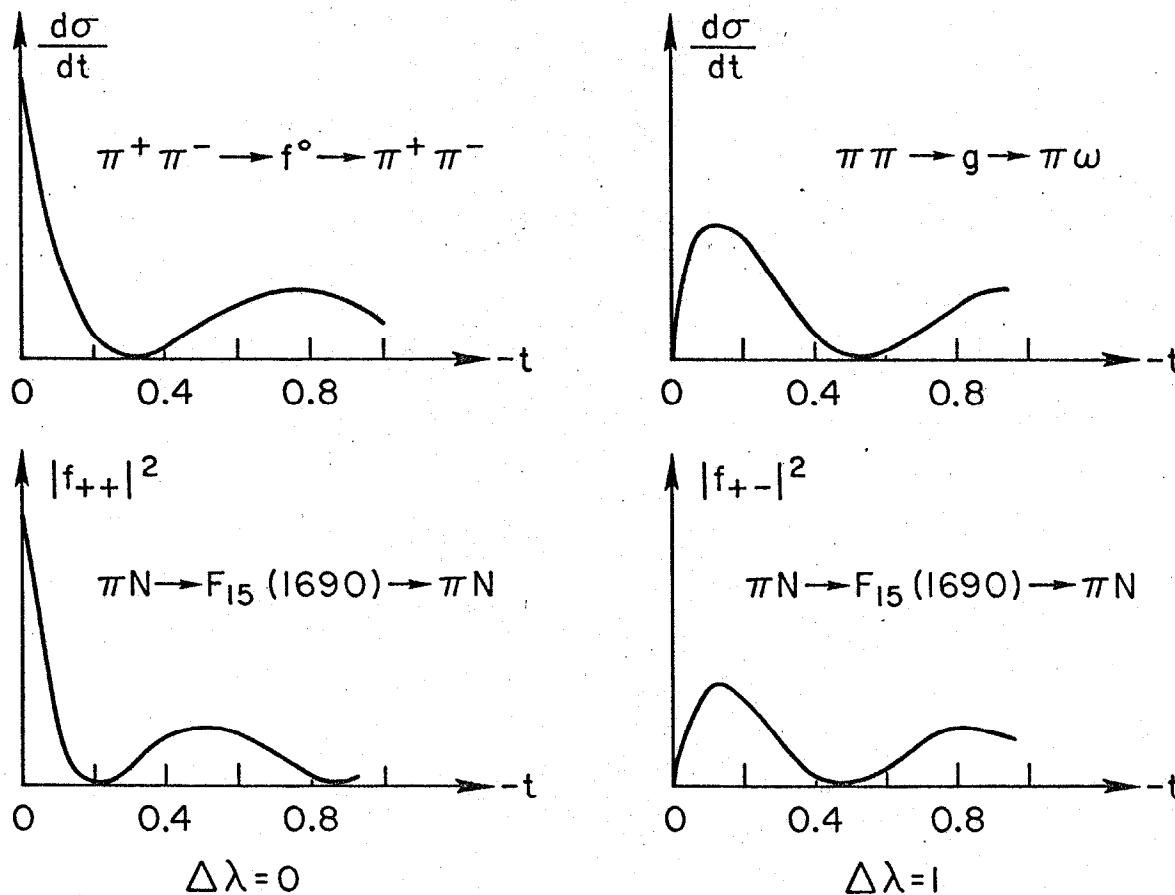 dσ/dt
π⁺π⁻ → f° → π⁺π⁻
0 0.4 0.8 -t
dσ/dt
ππ → g → πω
0 0.4 0.8 -t
|f₊₊|²
πN → F₁₅ (1690) → πN
0 0.4 0.8 -t
Δλ=0
|f₊₋|²
πN → F₁₅ (1690) → πN
0 0.4 0.8 -t
Δλ=1